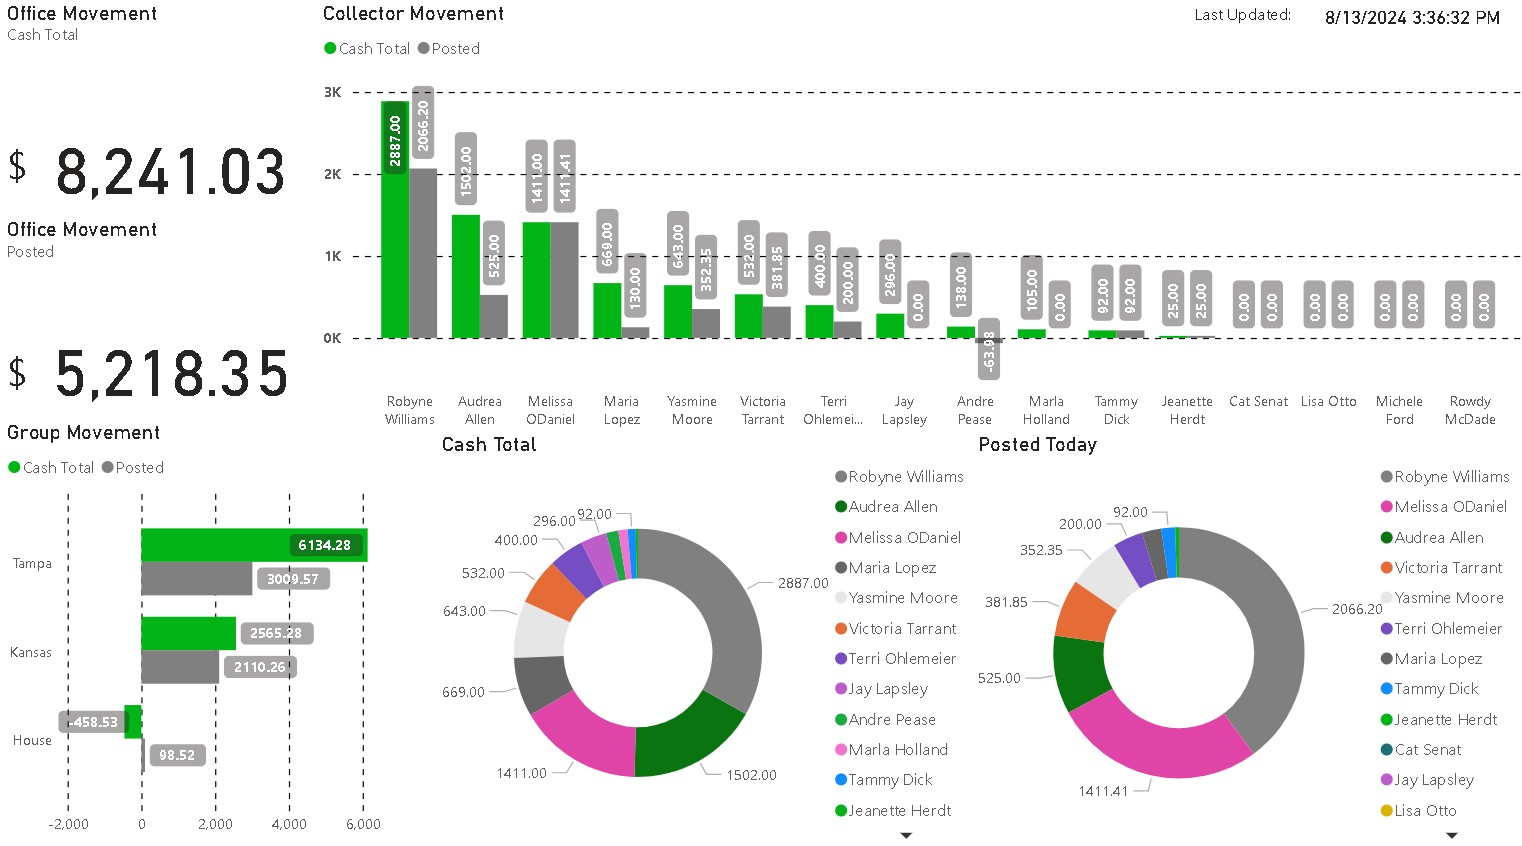 Office Movement
Cash Total
$ 8,241.03
Office Movement
Posted
$ 5,218.35
Collector Movement
Cash Total Posted
Last Updated: 8/13/2024 3:36:32 PM
3K
2K
1K
0K
2887.00
2066.20
1502.00
525.00
1411.00
1411.41
669.00
130.00
643.00
352.35
532.00
381.85
400.00
200.00
296.00
0.00
138.00
-63.98
105.00
0.00
92.00
92.00
25.00
25.00
0.00
0.00
0.00
0.00
0.00
0.00
0.00
0.00
Robyne Williams
Audrea Allen
Melissa ODaniel
Maria Lopez
Yasmine Moore
Victoria Tarrant
Terri Ohlemei...
Jay Lapsley
Andre Pease
Marla Holland
Tammy Dick
Jeanette Herdt
Cat Senat
Lisa Otto
Michele Ford
Rowdy McDade
Group Movement
Cash Total Posted
Tampa
6134.28
3009.57
Kansas
2565.28
2110.26
House
-458.53
98.52
-2,000 0 2,000 4,000 6,000
Cash Total
92.00
296.00
400.00
532.00
643.00
669.00
1411.00
1502.00
2887.00
Robyne Williams
Audrea Allen
Melissa ODaniel
Maria Lopez
Yasmine Moore
Victoria Tarrant
Terri Ohlemeier
Jay Lapsley
Andre Pease
Marla Holland
Tammy Dick
Jeanette Herdt
Posted Today
92.00
200.00
352.35
381.85
525.00
1411.41
2066.20
Robyne Williams
Melissa ODaniel
Audrea Allen
Victoria Tarrant
Yasmine Moore
Terri Ohlemeier
Maria Lopez
Tammy Dick
Jeanette Herdt
Cat Senat
Jay Lapsley
Lisa Otto